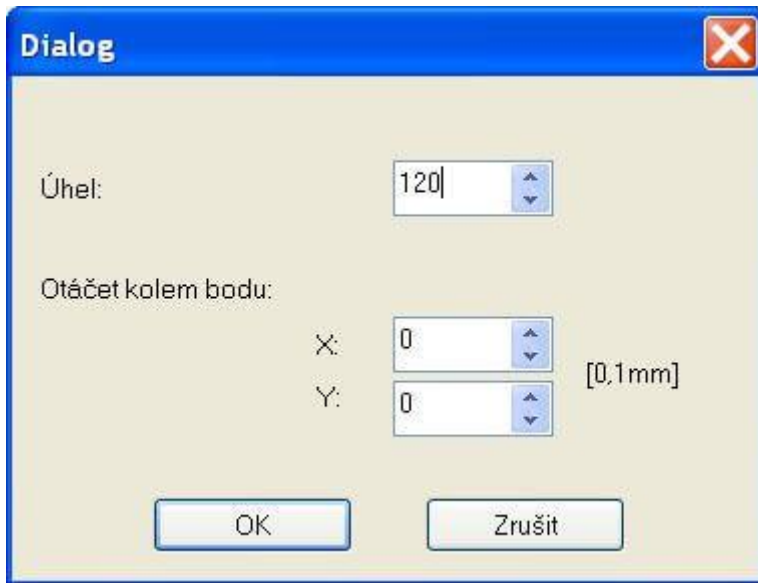 Dialog
Úhel: 120
Otáčet kolem bodu:
X: 0
[0,1mm]
Y: 0
OK Zrušit